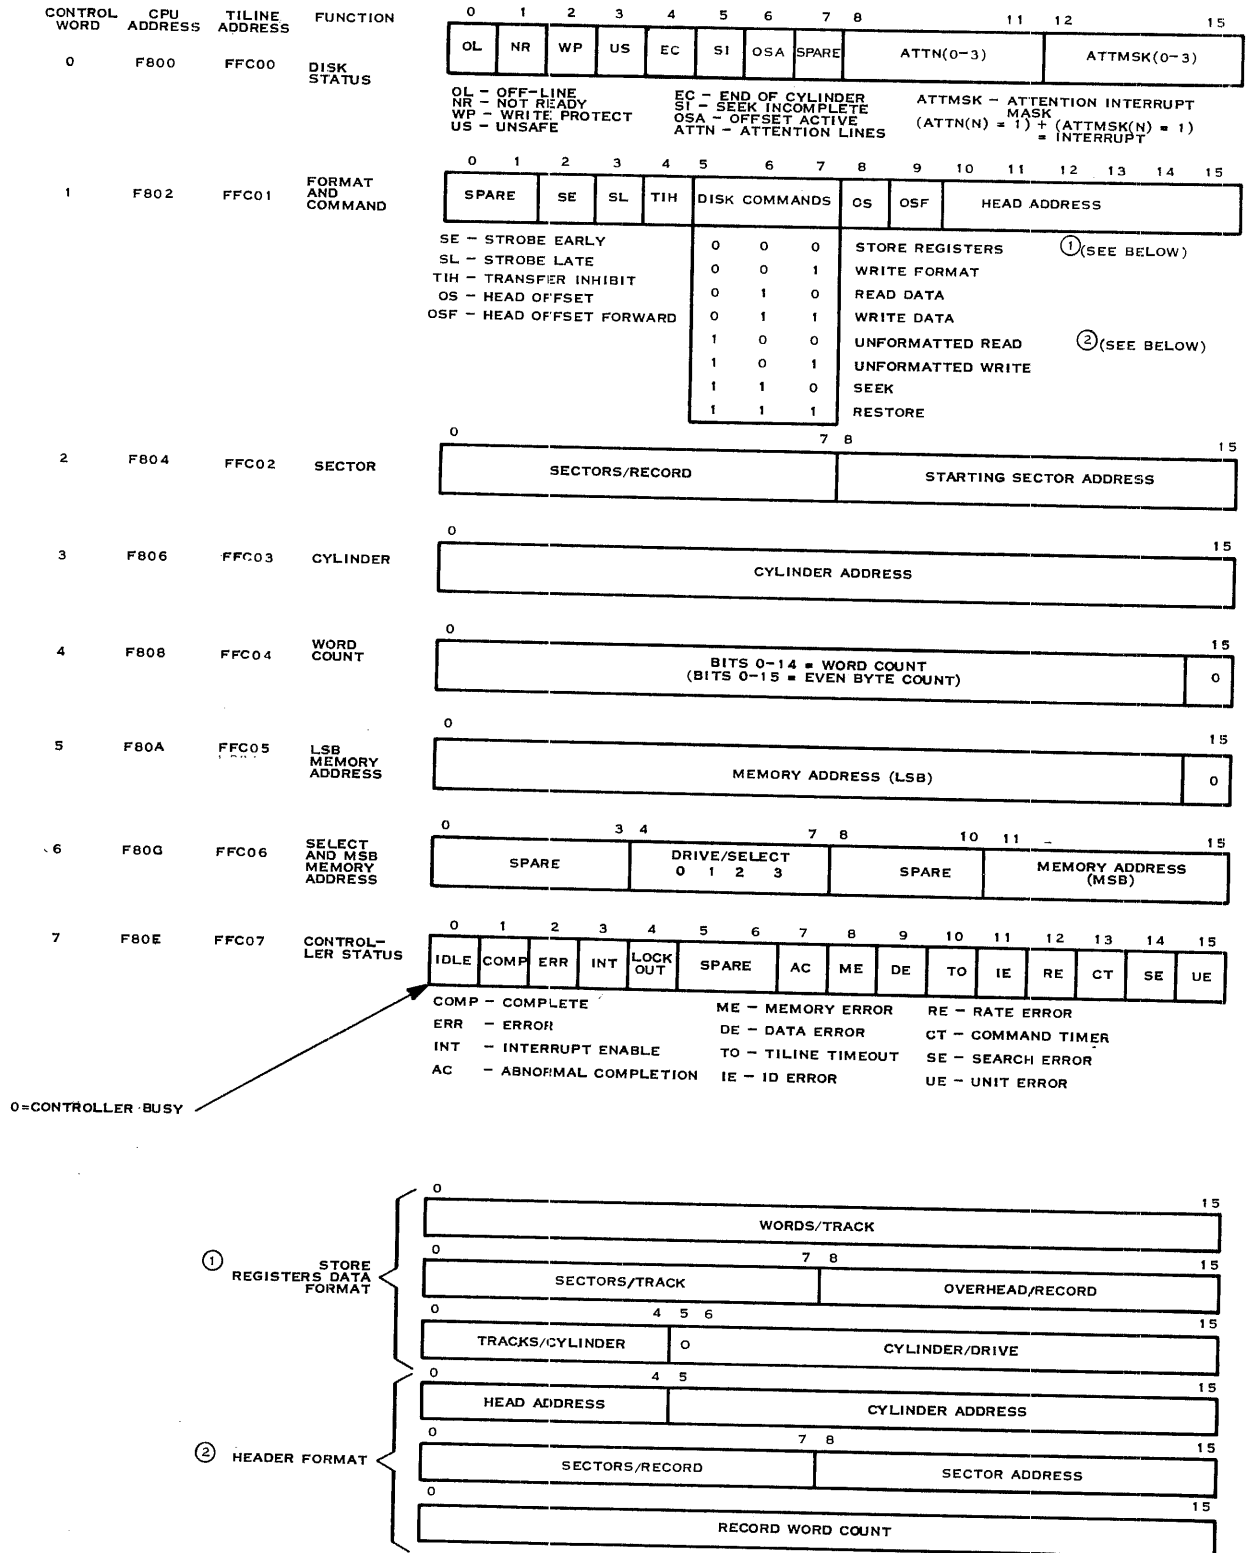 CONTROL WORD CPU ADDRESS TILINE ADDRESS FUNCTION
0 1 2 3 4 5 6 7 8 11 12 15
0 F800 FFC00 DISK STATUS
OL NR WP US EC SI OSA SPARE ATTN(0-3) ATTMSK(0-3)
OL - OFF-LINE
NR - NOT READY
WP - WRITE PROTECT
US - UNSAFE
EC - END OF CYLINDER
SI - SEEK INCOMPLETE
OSA - OFFSET ACTIVE
ATTN - ATTENTION LINES
ATTMSK - ATTENTION INTERRUPT
MASK
(ATTN(N) = 1) + (ATTMSK(N) = 1)
= INTERRUPT
0 1 2 3 4 5 6 7 8 9 10 11 12 13 14 15
1 F802 FFC01 FORMAT AND COMMAND
SPARE SE SL TIH DISK COMMANDS OS OSF HEAD ADDRESS
SE - STROBE EARLY
SL - STROBE LATE
TIH - TRANSFER INHIBIT
OS - HEAD OFFSET
OSF - HEAD OFFSET FORWARD
0 0 0 STORE REGISTERS 1 (SEE BELOW)
0 0 1 WRITE FORMAT
0 1 0 READ DATA
0 1 1 WRITE DATA
1 0 0 UNFORMATTED READ 2 (SEE BELOW)
1 0 1 UNFORMATTED WRITE
1 1 0 SEEK
1 1 1 RESTORE
0 7 8 15
2 F804 FFC02 SECTOR
SECTORS/RECORD STARTING SECTOR ADDRESS
0 15
3 F806 FFC03 CYLINDER
CYLINDER ADDRESS
0 15
4 F808 FFC04 WORD COUNT
BITS 0-14 = WORD COUNT
(BITS 0-15 = EVEN BYTE COUNT)
0
0 15
5 F80A FFC05 LSB MEMORY ADDRESS
MEMORY ADDRESS (LSB) 0
0 3 4 7 8 10 11 15
6 F80G FFC06 SELECT AND MSB MEMORY ADDRESS
SPARE
DRIVE/SELECT
0 1 2 3
SPARE
MEMORY ADDRESS
(MSB)
0 1 2 3 4 5 6 7 8 9 10 11 12 13 14 15
7 F80E FFC07 CONTROL-
LER STATUS
IDLE COMP ERR INT LOCK OUT SPARE AC ME DE TO IE RE CT SE UE
COMP - COMPLETE
ERR - ERROR
INT - INTERRUPT ENABLE
AC - ABNORMAL COMPLETION
ME - MEMORY ERROR
DE - DATA ERROR
TO - TILINE TIMEOUT
IE - ID ERROR
RE - RATE ERROR
CT - COMMAND TIMER
SE - SEARCH ERROR
UE - UNIT ERROR
0=CONTROLLER BUSY
1 STORE
REGISTERS DATA
FORMAT
0 15
WORDS/TRACK
0 7 8 15
SECTORS/TRACK OVERHEAD/RECORD
0 4 5 6 15
TRACKS/CYLINDER 0 CYLINDER/DRIVE
2 HEADER FORMAT
0 4 5 15
HEAD ADDRESS CYLINDER ADDRESS
0 7 8 15
SECTORS/RECORD SECTOR ADDRESS
0 15
RECORD WORD COUNT